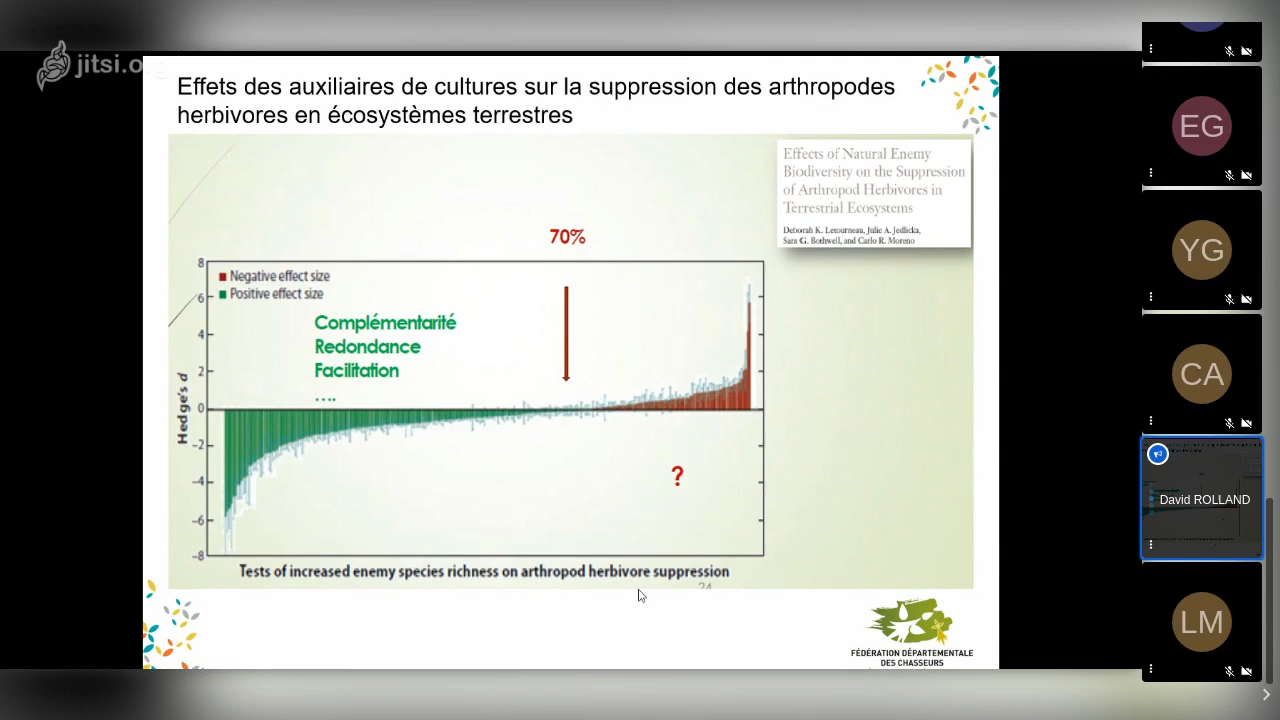 jitsi.o
Effets des auxiliaires de cultures sur la suppression des arthropodes
herbivores en écosystèmes terrestres
Effects of Natural Enemy
Biodiversity on the Suppression
of Arthropod Herbivores in
Terrestrial Ecosystems
Deborah K. Letourneau, Julie A. Jedlicka,
Sara G. Bothwell, and Carlo R. Moreno
70%
Negative effect size
Positive effect size
Complémentarité
Redondance
Facilitation
....
?
Hedge's d
8
6
4
2
0
−2
−4
−6
−8
Tests of increased enemy species richness on arthropod herbivore suppression
24
FÉDÉRATION DÉPARTEMENTALE
DES CHASSEURS
EG
YG
CA
David ROLLAND
LM